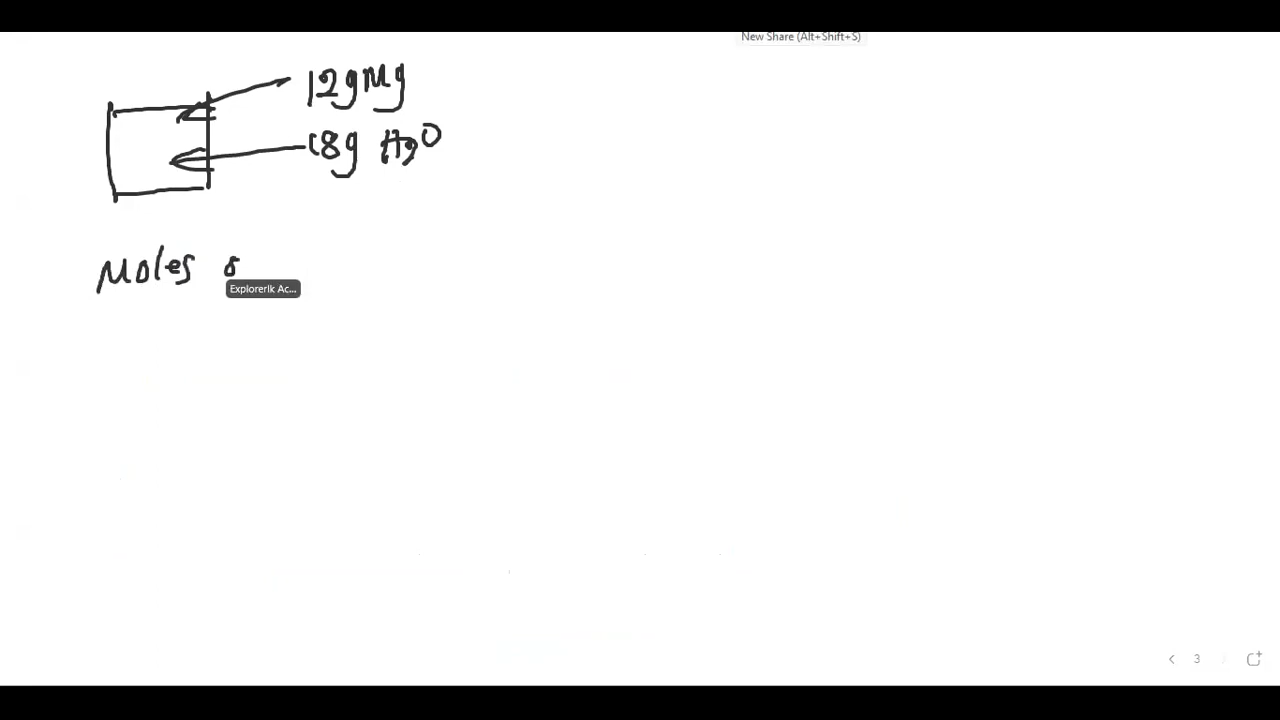 New Share (Alt+Shift+S)
12g Mg
18g H2O
Moles o
Explorerik Ac...
3